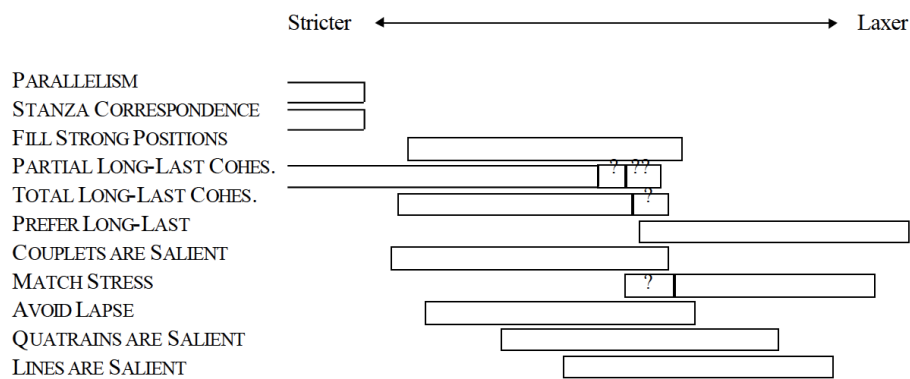 Stricter Laxer
PARALLELISM
STANZA CORRESPONDENCE
FILL STRONG POSITIONS
PARTIAL LONG-LAST COHES. ? ??
TOTAL LONG-LAST COHES. ?
PREFER LONG-LAST
COUPLETS ARE SALIENT
MATCH STRESS ?
AVOID LAPSE
QUATRAINS ARE SALIENT
LINES ARE SALIENT